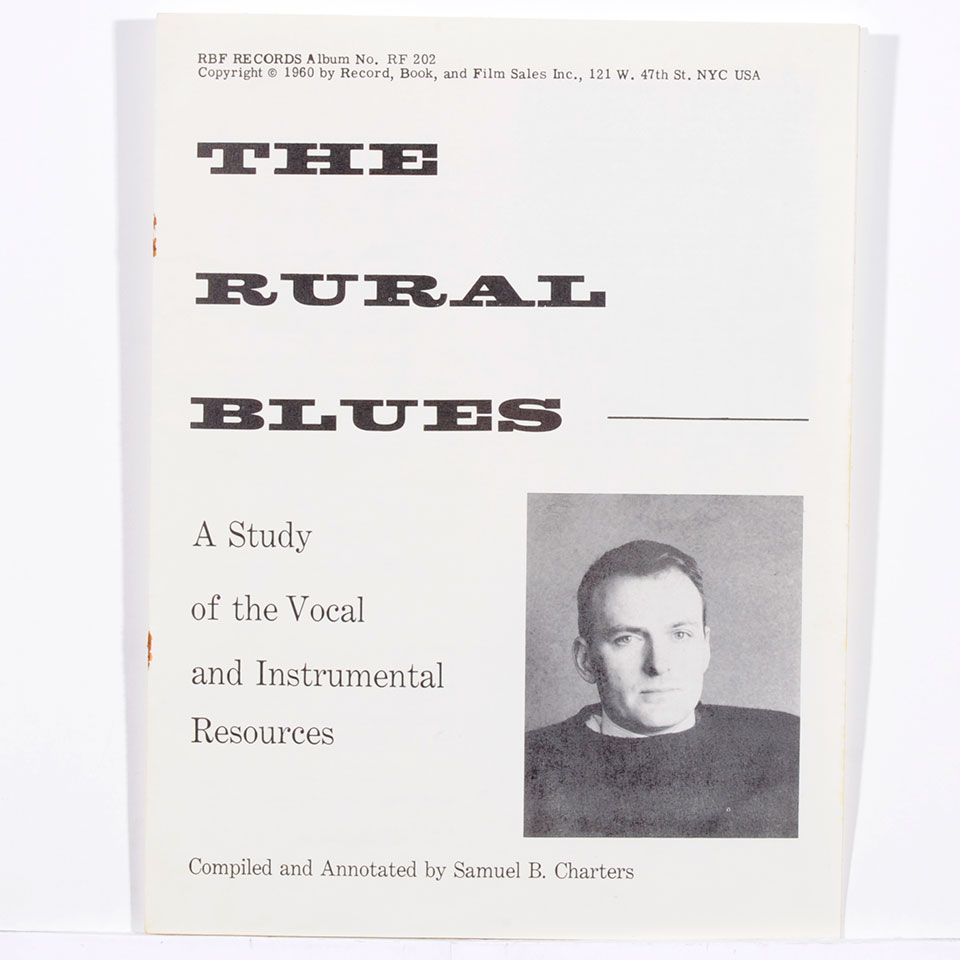 RBF RECORDS Album No. RF 202
Copyright © 1960 by Record, Book, and Film Sales Inc., 121 W. 47th St. NYC USA
THE
RURAL
BLUES
A Study
of the Vocal
and Instrumental
Resources
Compiled and Annotated by Samuel B. Charters